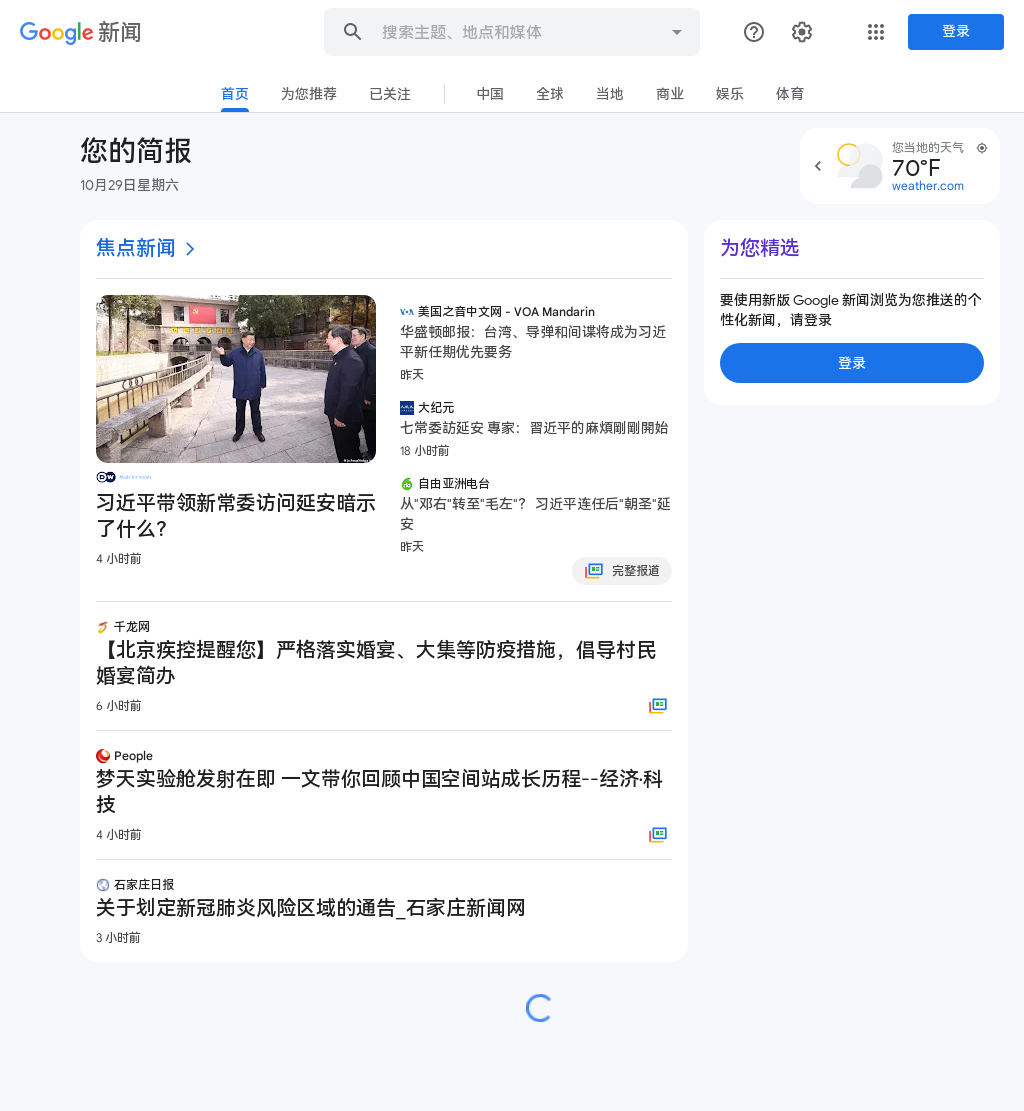 Google 新闻
搜索主题、地点和媒体
登录
首页
为您推荐
已关注
中国
全球
当地
商业
娱乐
体育
您的简报
10月29日星期六
您当地的天气
70°F
weather.com
焦点新闻
DW Made for minds
习近平带领新常委访问延安暗示
了什么？
4 小时前
美国之音中文网 - VOA Mandarin
华盛顿邮报：台湾、导弹和间谍将成为习近
平新任期优先要务
昨天
大纪元
七常委訪延安 專家：習近平的麻煩剛剛開始
18 小时前
自由亚洲电台
从"邓右"转至"毛左"？ 习近平连任后"朝圣"延
安
昨天
完整报道
千龙网
【北京疾控提醒您】严格落实婚宴、大集等防疫措施，倡导村民
婚宴简办
6 小时前
People
梦天实验舱发射在即 一文带你回顾中国空间站成长历程--经济·科
技
4 小时前
石家庄日报
关于划定新冠肺炎风险区域的通告_石家庄新闻网
3 小时前
为您精选
要使用新版 Google 新闻浏览为您推送的个
性化新闻，请登录
登录